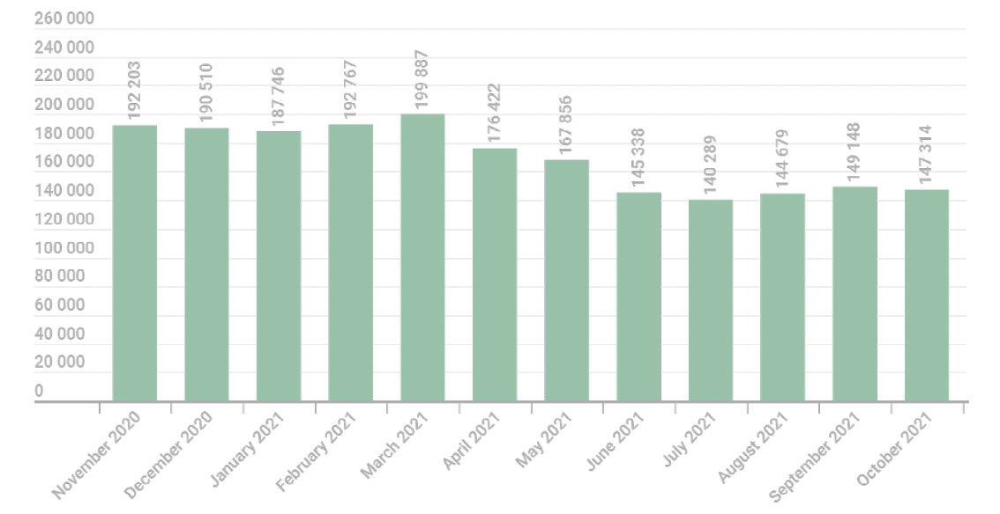 260 000
240 000
220 000
200 000
180 000
160 000
140 000
120 000
100 000
80 000
60 000
40 000
20 000
0
192 203
190 510
187 746
192 767
199 887
176 422
167 856
145 338
140 289
144 679
149 148
147 314
November 2020
December 2020
January 2021
February 2021
March 2021
April 2021
May 2021
June 2021
July 2021
August 2021
September 2021
October 2021